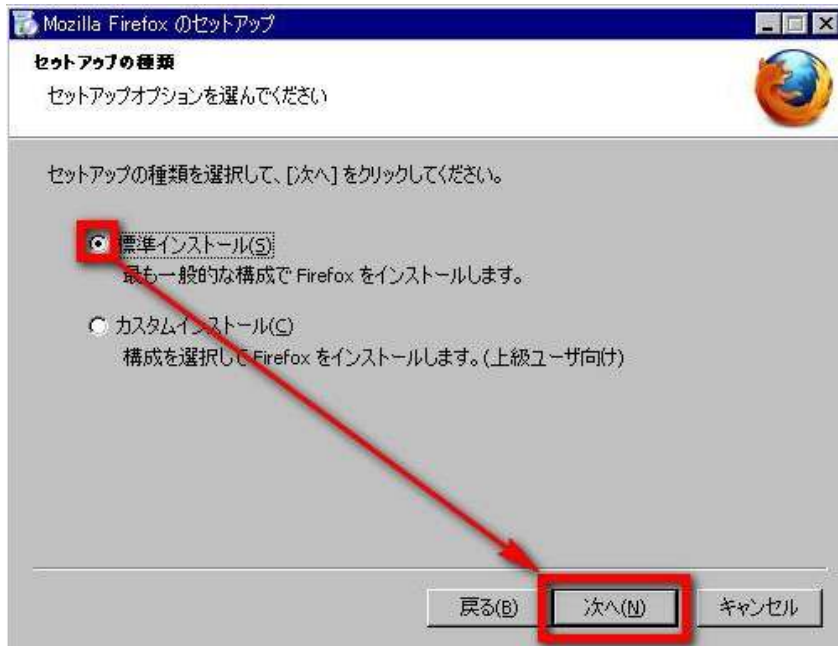 Mozilla Firefox のセットアップ
セットアップの種類
セットアップオプションを選んでください
セットアップの種類を選択して、[次へ] をクリックしてください。
標準インストール(S)
最も一般的な構成で Firefox をインストールします。
カスタムインストール(C)
構成を選択して Firefox をインストールします。(上級ユーザ向け)
戻る(B) 次へ(N) キャンセル